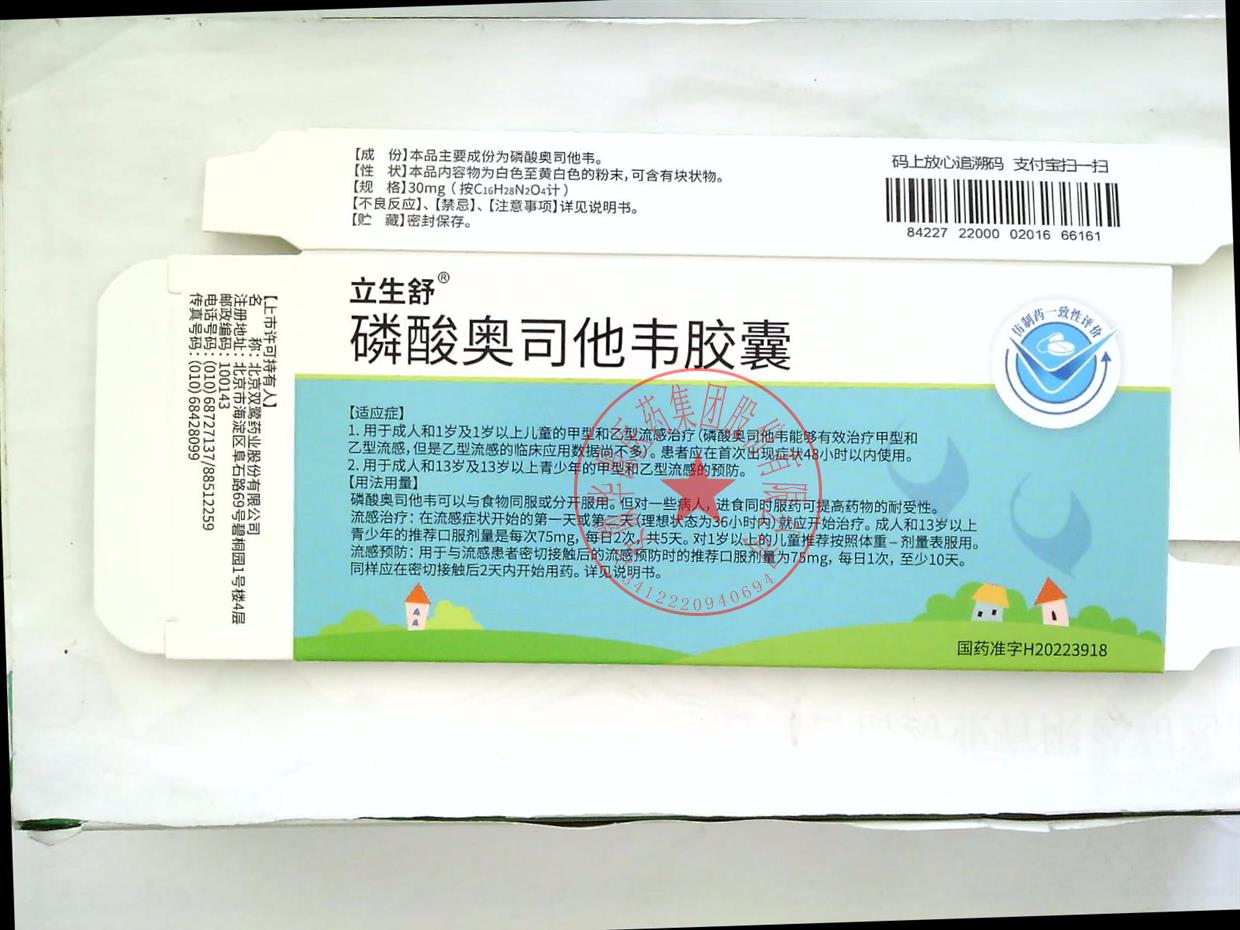 【成 份】本品主要成份为磷酸奥司他韦。
【性 状】本品内容物为白色至黄白色的粉末，可含有块状物。
【规 格】30mg（按C₁₆H₂₈N₂O₄计）
【不良反应】、【禁忌】、【注意事项】详见说明书。
【贮 藏】密封保存。
码上放心追溯码 支付宝扫一扫
84227 22000 02016 66161
立生舒®
磷酸奥司他韦胶囊
仿制药一致性评价
【适应症】
1. 用于成人和1岁及1岁以上儿童的甲型和乙型流感治疗（磷酸奥司他韦能够有效治疗甲型和
乙型流感，但是乙型流感的临床应用数据尚不多）。患者应在首次出现症状48小时以内使用。
2. 用于成人和13岁及13岁以上青少年的甲型和乙型流感的预防。
【用法用量】
磷酸奥司他韦可以与食物同服或分开服用。但对一些病人，进食同时服药可提高药物的耐受性。
流感治疗：在流感症状开始的第一天或第二天（理想状态为36小时内）就应开始治疗。成人和13岁以上
青少年的推荐口服剂量是每次75mg，每日2次，共5天。对1岁以上的儿童推荐按照体重－剂量表服用。
流感预防：用于与流感患者密切接触后的流感预防时的推荐口服剂量为75mg，每日1次，至少10天。
同样应在密切接触后2天内开始用药。详见说明书。
国药准字H20223918
【上市许可持有人】
名 称：北京双鹭药业股份有限公司
注册地址：北京市海淀区阜石路69号碧桐园1号楼4层
邮政编码：100143
电话号码：(010)68727137/88512259
传真号码：(010)68428099
医药集团股份有限公司
3412220940694